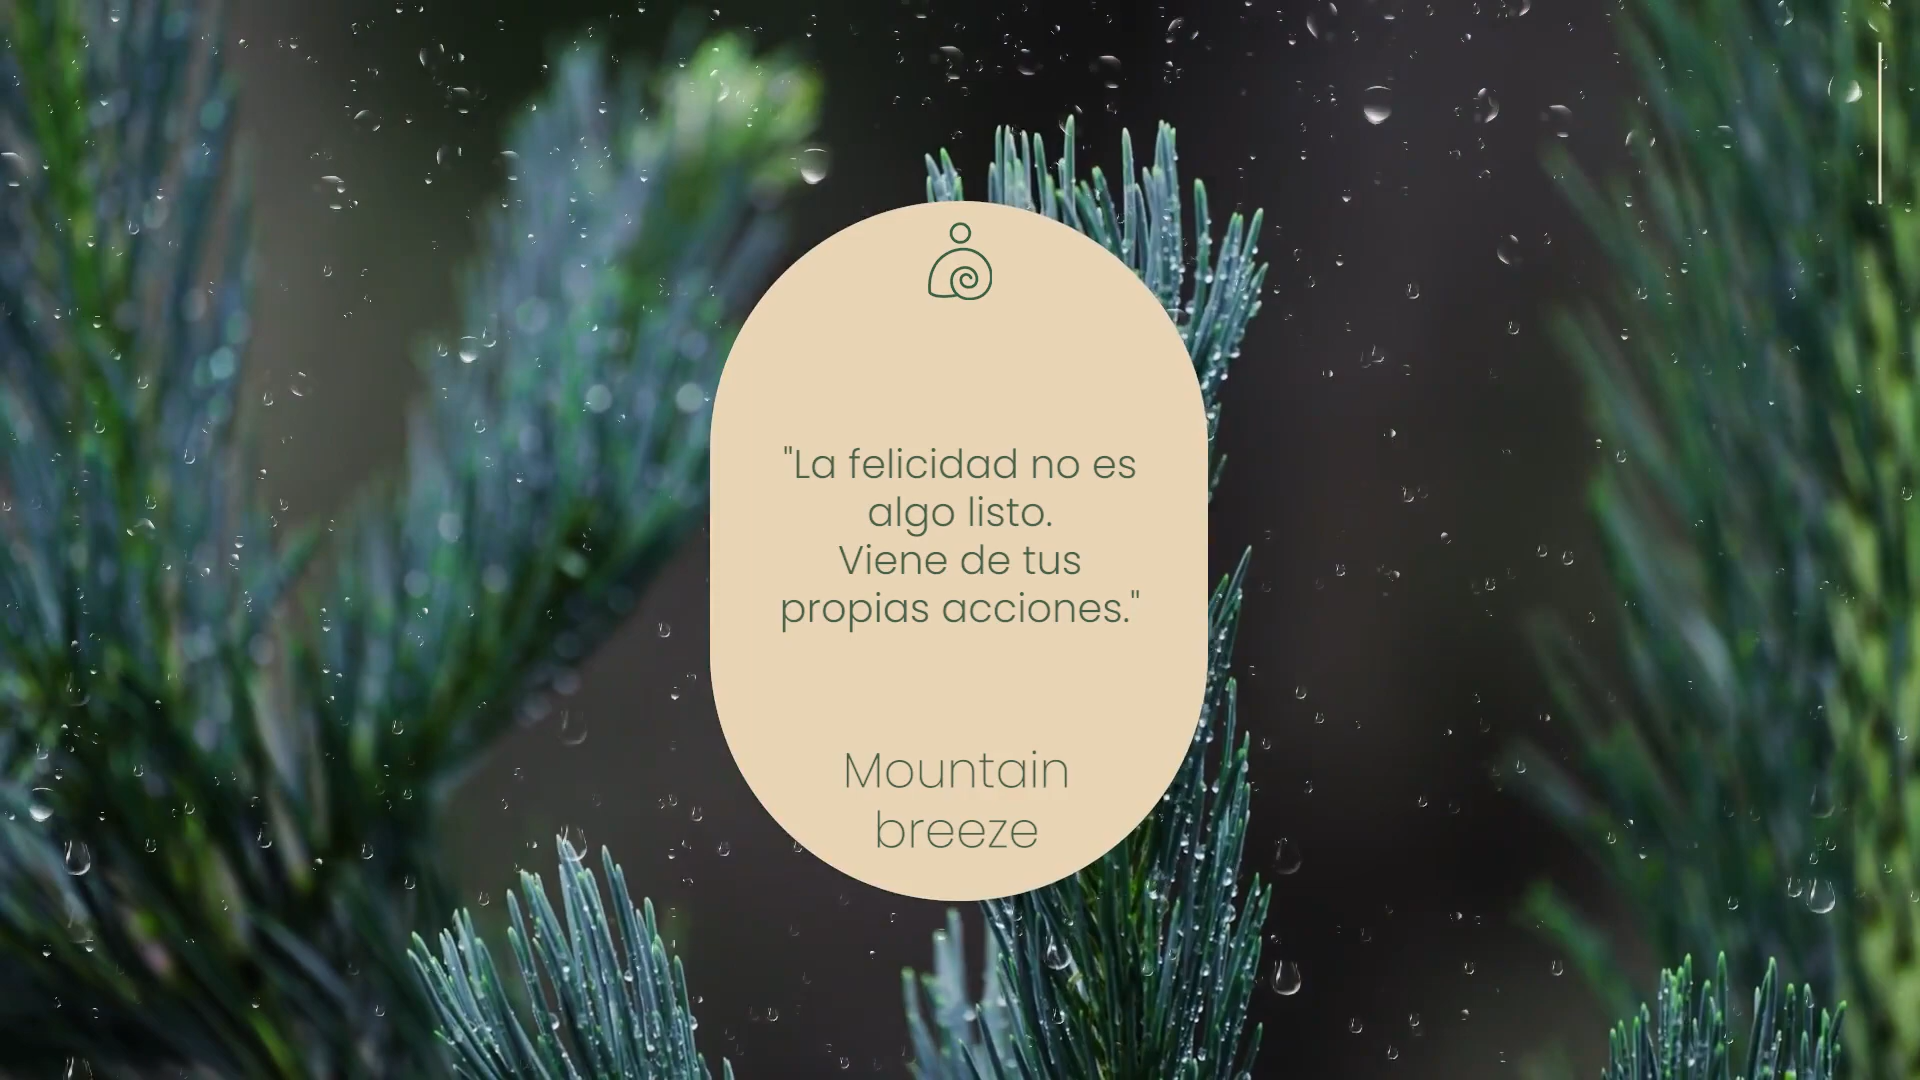 "La felicidad no es
algo listo.
Viene de tus
propias acciones."
Mountain
breeze